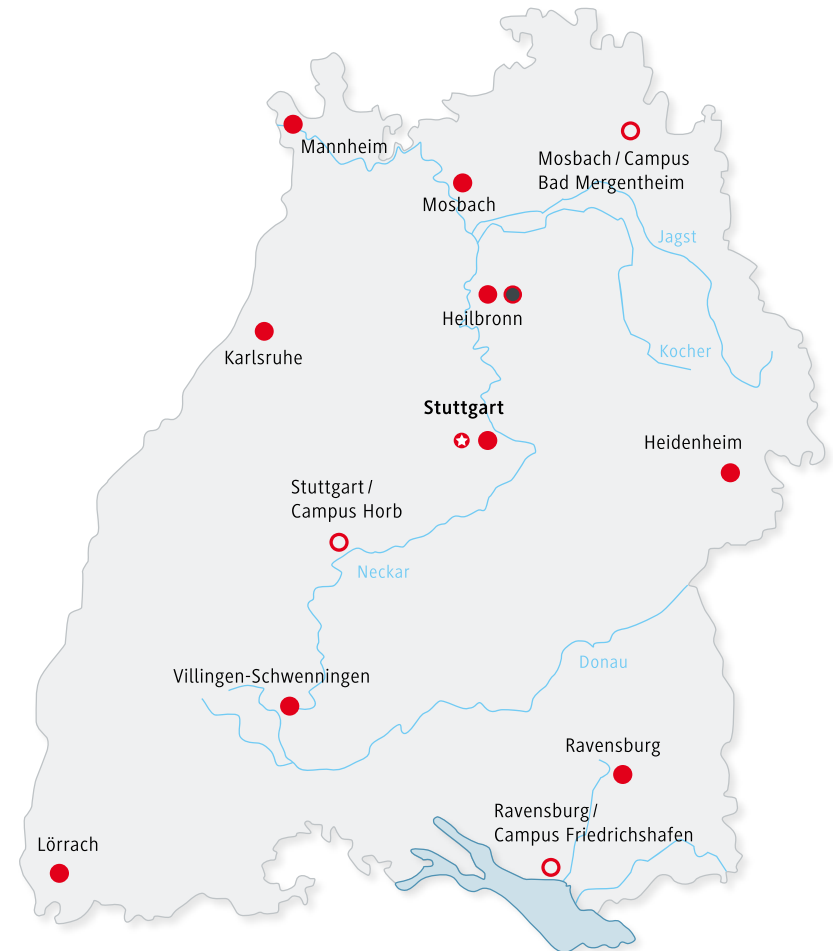 Mannheim
Mosbach / Campus
Bad Mergentheim
Mosbach
Jagst
Heilbronn
Karlsruhe
Kocher
Stuttgart
Heidenheim
Stuttgart /
Campus Horb
Neckar
Donau
Villingen-Schwenningen
Ravensburg
Ravensburg /
Campus Friedrichshafen
Lörrach